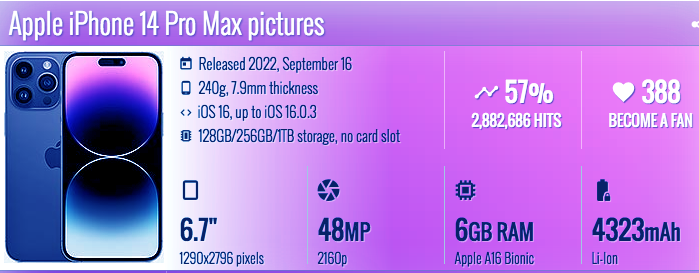 Apple iPhone 14 Pro Max pictures
Released 2022, September 16
240g, 7.9mm thickness
iOS 16, up to iOS 16.0.3
128GB/256GB/1TB storage, no card slot
57%
2,882,686 HITS
388
BECOME A FAN
6.7"
1290x2796 pixels
48MP
2160p
6GB RAM
Apple A16 Bionic
4323mAh
Li-Ion